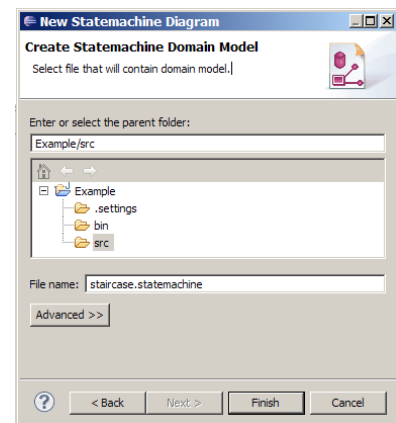 New Statemachine Diagram
Create Statemachine Domain Model
Select file that will contain domain model.
Enter or select the parent folder:
Example/src
Example
.settings
bin
src
File name: staircase.statemachine
Advanced >>
? < Back Next > Finish Cancel